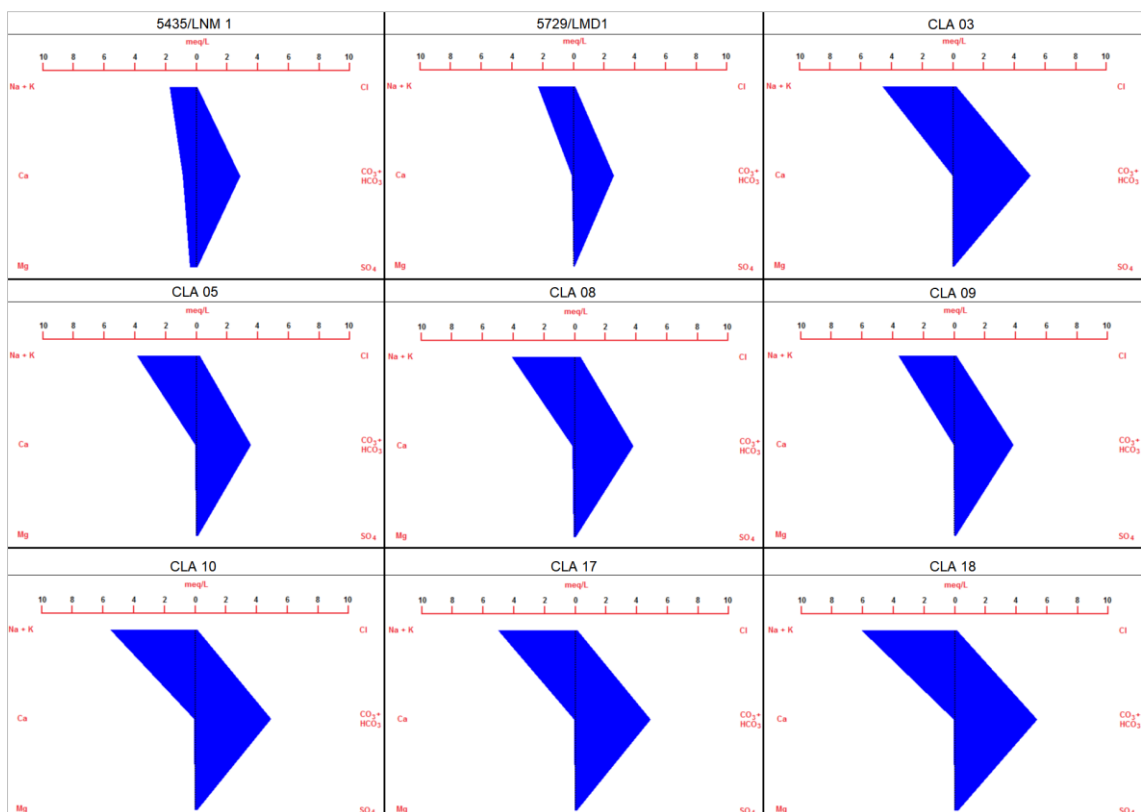 5435/LNM 1
meq/L
10 8 6 4 2 0 2 4 6 8 10
Na + K Cl
Ca CO3+
HCO3
Mg SO4
5729/LMD1
meq/L
10 8 6 4 2 0 2 4 6 8 10
Na + K Cl
Ca CO3+
HCO3
Mg SO4
CLA 03
meq/L
10 8 6 4 2 0 2 4 6 8 10
Na + K Cl
Ca CO3+
HCO3
Mg SO4
CLA 05
meq/L
10 8 6 4 2 0 2 4 6 8 10
Na + K Cl
Ca CO3+
HCO3
Mg SO4
CLA 08
meq/L
10 8 6 4 2 0 2 4 6 8 10
Na + K Cl
Ca CO3+
HCO3
Mg SO4
CLA 09
meq/L
10 8 6 4 2 0 2 4 6 8 10
Na + K Cl
Ca CO3+
HCO3
Mg SO4
CLA 10
meq/L
10 8 6 4 2 0 2 4 6 8 10
Na + K Cl
Ca CO3+
HCO3
Mg SO4
CLA 17
meq/L
10 8 6 4 2 0 2 4 6 8 10
Na + K Cl
Ca CO3+
HCO3
Mg SO4
CLA 18
meq/L
10 8 6 4 2 0 2 4 6 8 10
Na + K Cl
Ca CO3+
HCO3
Mg SO4